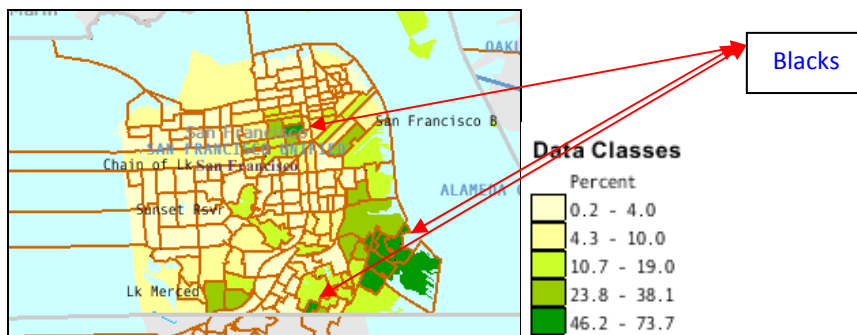 Marin
OAKL
Blacks
San Francisco
San Francisco B
SAN FRANCISCO UNIFIED
Chain of Lk San Francisco
ALAMEDA C
Sunset Rsvr
Lk Merced
Data Classes
Percent
0.2 - 4.0
4.3 - 10.0
10.7 - 19.0
23.8 - 38.1
46.2 - 73.7